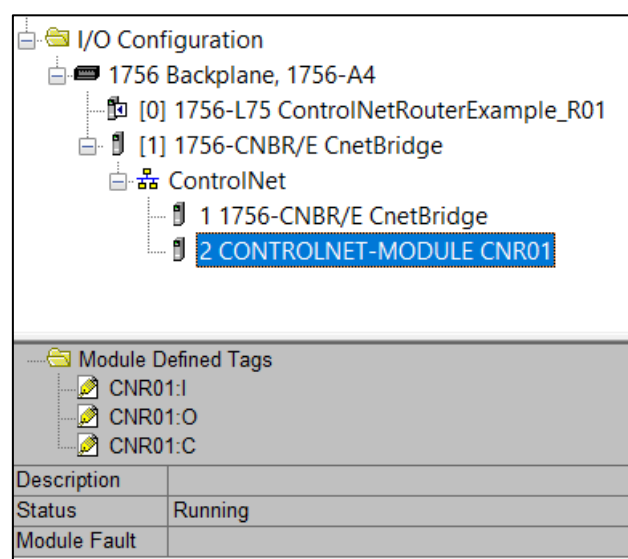 I/O Configuration
1756 Backplane, 1756-A4
[0] 1756-L75 ControlNetRouterExample_R01
[1] 1756-CNBR/E CnetBridge
ControlNet
1 1756-CNBR/E CnetBridge
2 CONTROLNET-MODULE CNR01
Module Defined Tags
CNR01:I
CNR01:O
CNR01:C
Description
Status Running
Module Fault